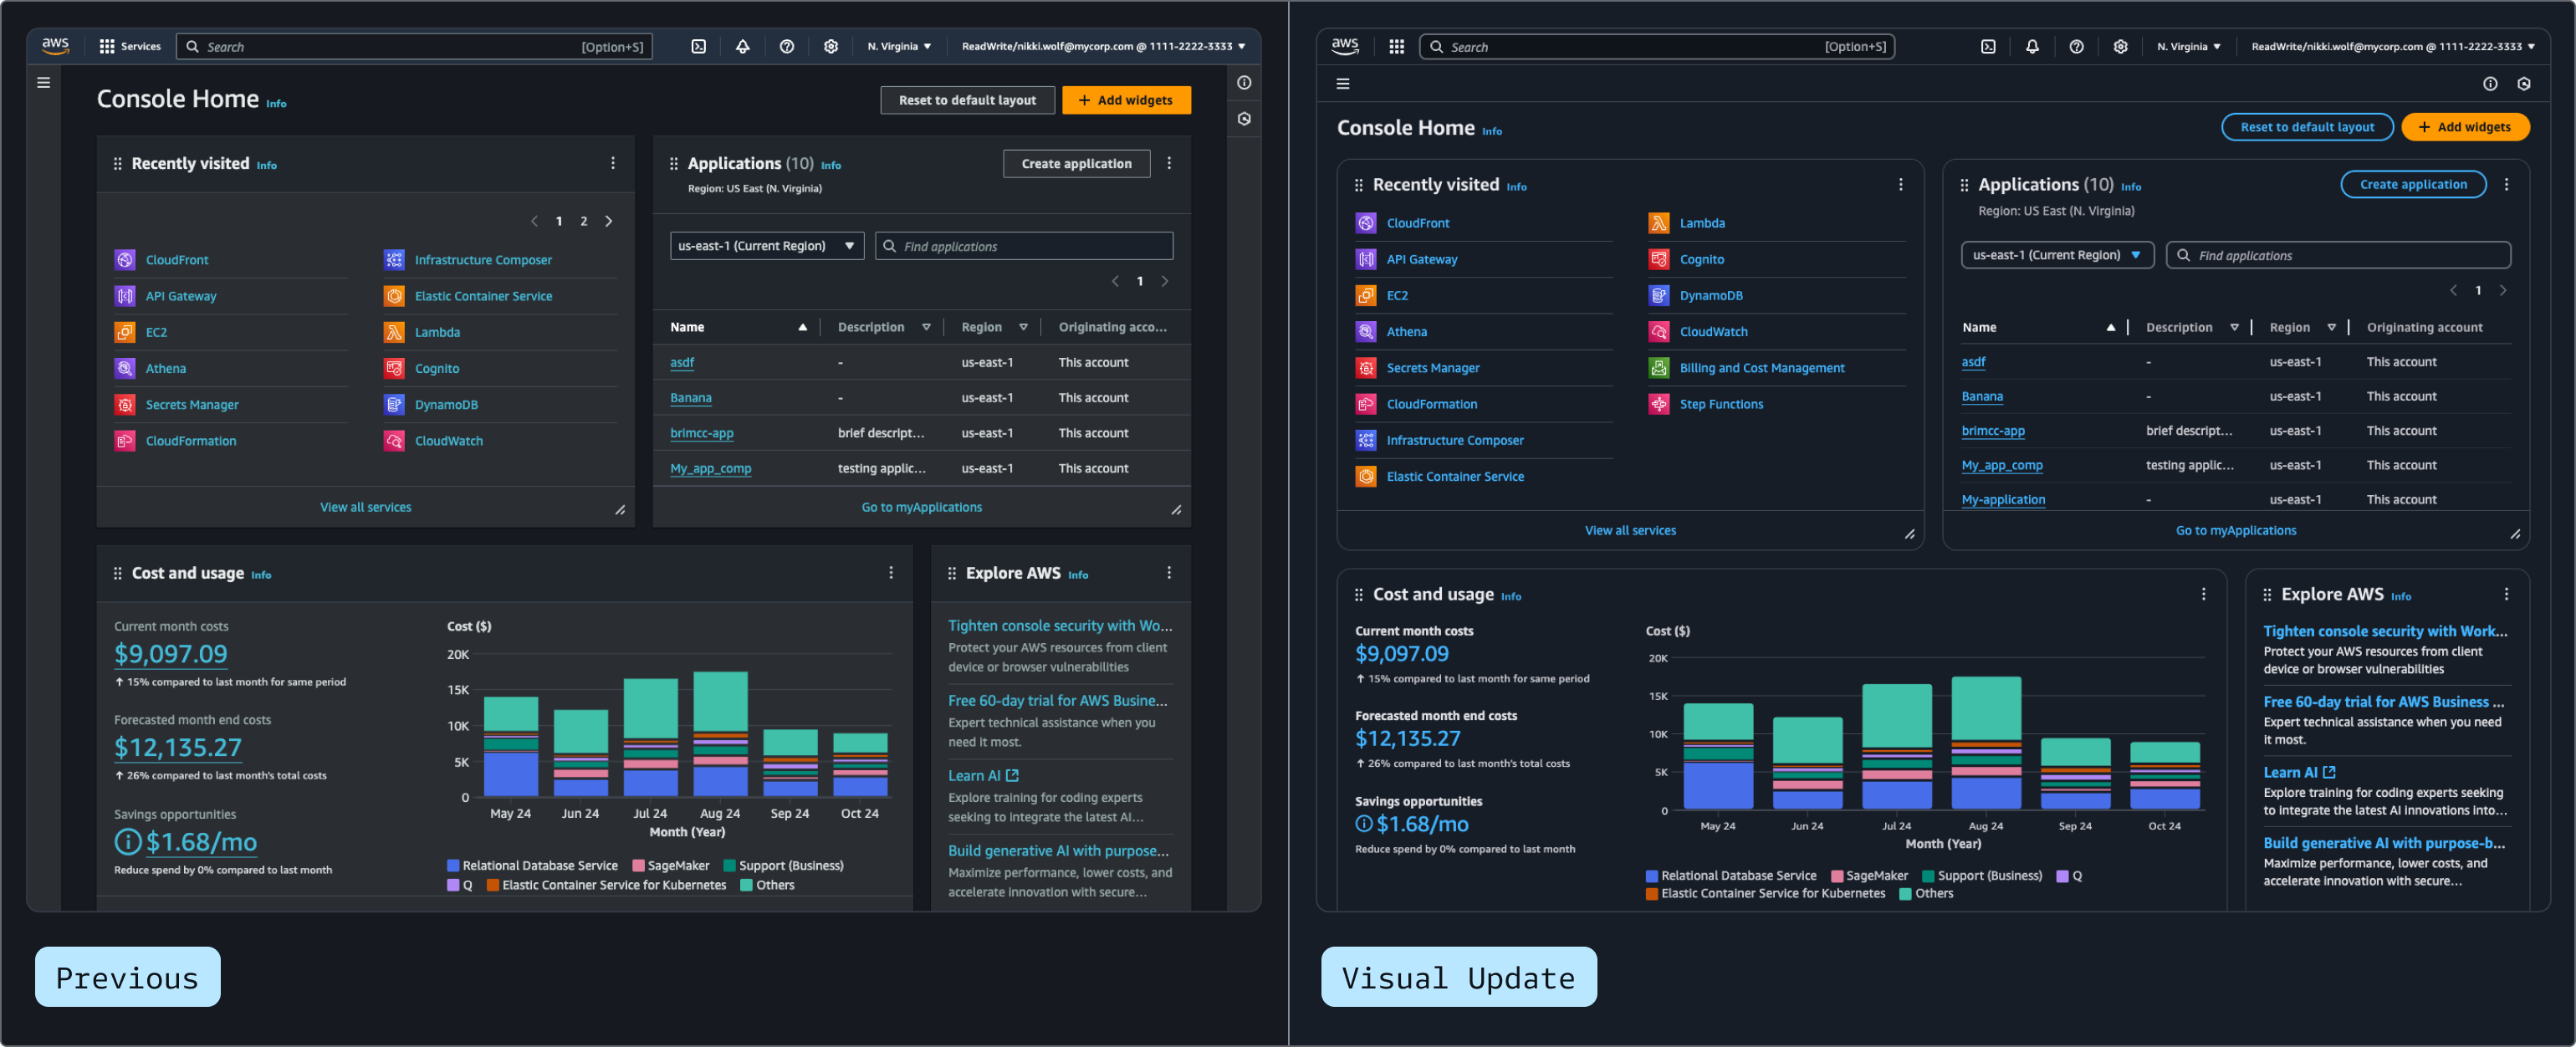 aws
Services
Search
[Option+S]
N. Virginia
ReadWrite/nikki.wolf@mycorp.com @ 1111-2222-3333
Console Home Info
Reset to default layout
+ Add widgets
Recently visited Info
1 2
CloudFront
API Gateway
EC2
Athena
Secrets Manager
CloudFormation
Infrastructure Composer
Elastic Container Service
Lambda
Cognito
DynamoDB
CloudWatch
View all services
Applications (10) Info
Region: US East (N. Virginia)
Create application
us-east-1 (Current Region)
Find applications
1
Name Description Region Originating acco...
asdf - us-east-1 This account
Banana - us-east-1 This account
brimcc-app brief descript... us-east-1 This account
My_app_comp testing applic... us-east-1 This account
Go to myApplications
Cost and usage Info
Current month costs
$9,097.09
↑ 15% compared to last month for same period
Forecasted month end costs
$12,135.27
↑ 26% compared to last month's total costs
Savings opportunities
$1.68/mo
Reduce spend by 0% compared to last month
Cost ($)
20K
15K
10K
5K
0
May 24 Jun 24 Jul 24 Aug 24 Sep 24 Oct 24
Month (Year)
Relational Database Service SageMaker Support (Business)
Q Elastic Container Service for Kubernetes Others
Explore AWS Info
Tighten console security with Wo...
Protect your AWS resources from client
device or browser vulnerabilities
Free 60-day trial for AWS Busine...
Expert technical assistance when you
need it most.
Learn AI
Explore training for coding experts
seeking to integrate the latest AI...
Build generative AI with purpose...
Maximize performance, lower costs, and
accelerate innovation with secure...
Previous
aws
Search
[Option+S]
N. Virginia
ReadWrite/nikki.wolf@mycorp.com @ 1111-2222-3333
Console Home Info
Reset to default layout
+ Add widgets
Recently visited Info
CloudFront
API Gateway
EC2
Athena
Secrets Manager
CloudFormation
Infrastructure Composer
Elastic Container Service
Lambda
Cognito
DynamoDB
CloudWatch
Billing and Cost Management
Step Functions
View all services
Applications (10) Info
Region: US East (N. Virginia)
Create application
us-east-1 (Current Region)
Find applications
1
Name Description Region Originating account
asdf - us-east-1 This account
Banana - us-east-1 This account
brimcc-app brief descript... us-east-1 This account
My_app_comp testing applic... us-east-1 This account
My-application - us-east-1 This account
Go to myApplications
Cost and usage Info
Current month costs
$9,097.09
↑ 15% compared to last month for same period
Forecasted month end costs
$12,135.27
↑ 26% compared to last month's total costs
Savings opportunities
$1.68/mo
Reduce spend by 0% compared to last month
Cost ($)
20K
15K
10K
5K
0
May 24 Jun 24 Jul 24 Aug 24 Sep 24 Oct 24
Month (Year)
Relational Database Service SageMaker Support (Business) Q
Elastic Container Service for Kubernetes Others
Explore AWS Info
Tighten console security with Work...
Protect your AWS resources from client
device or browser vulnerabilities
Free 60-day trial for AWS Business ...
Expert technical assistance when you need
it most.
Learn AI
Explore training for coding experts seeking
to integrate the latest AI innovations into...
Build generative AI with purpose-b...
Maximize performance, lower costs, and
accelerate innovation with secure...
Visual Update